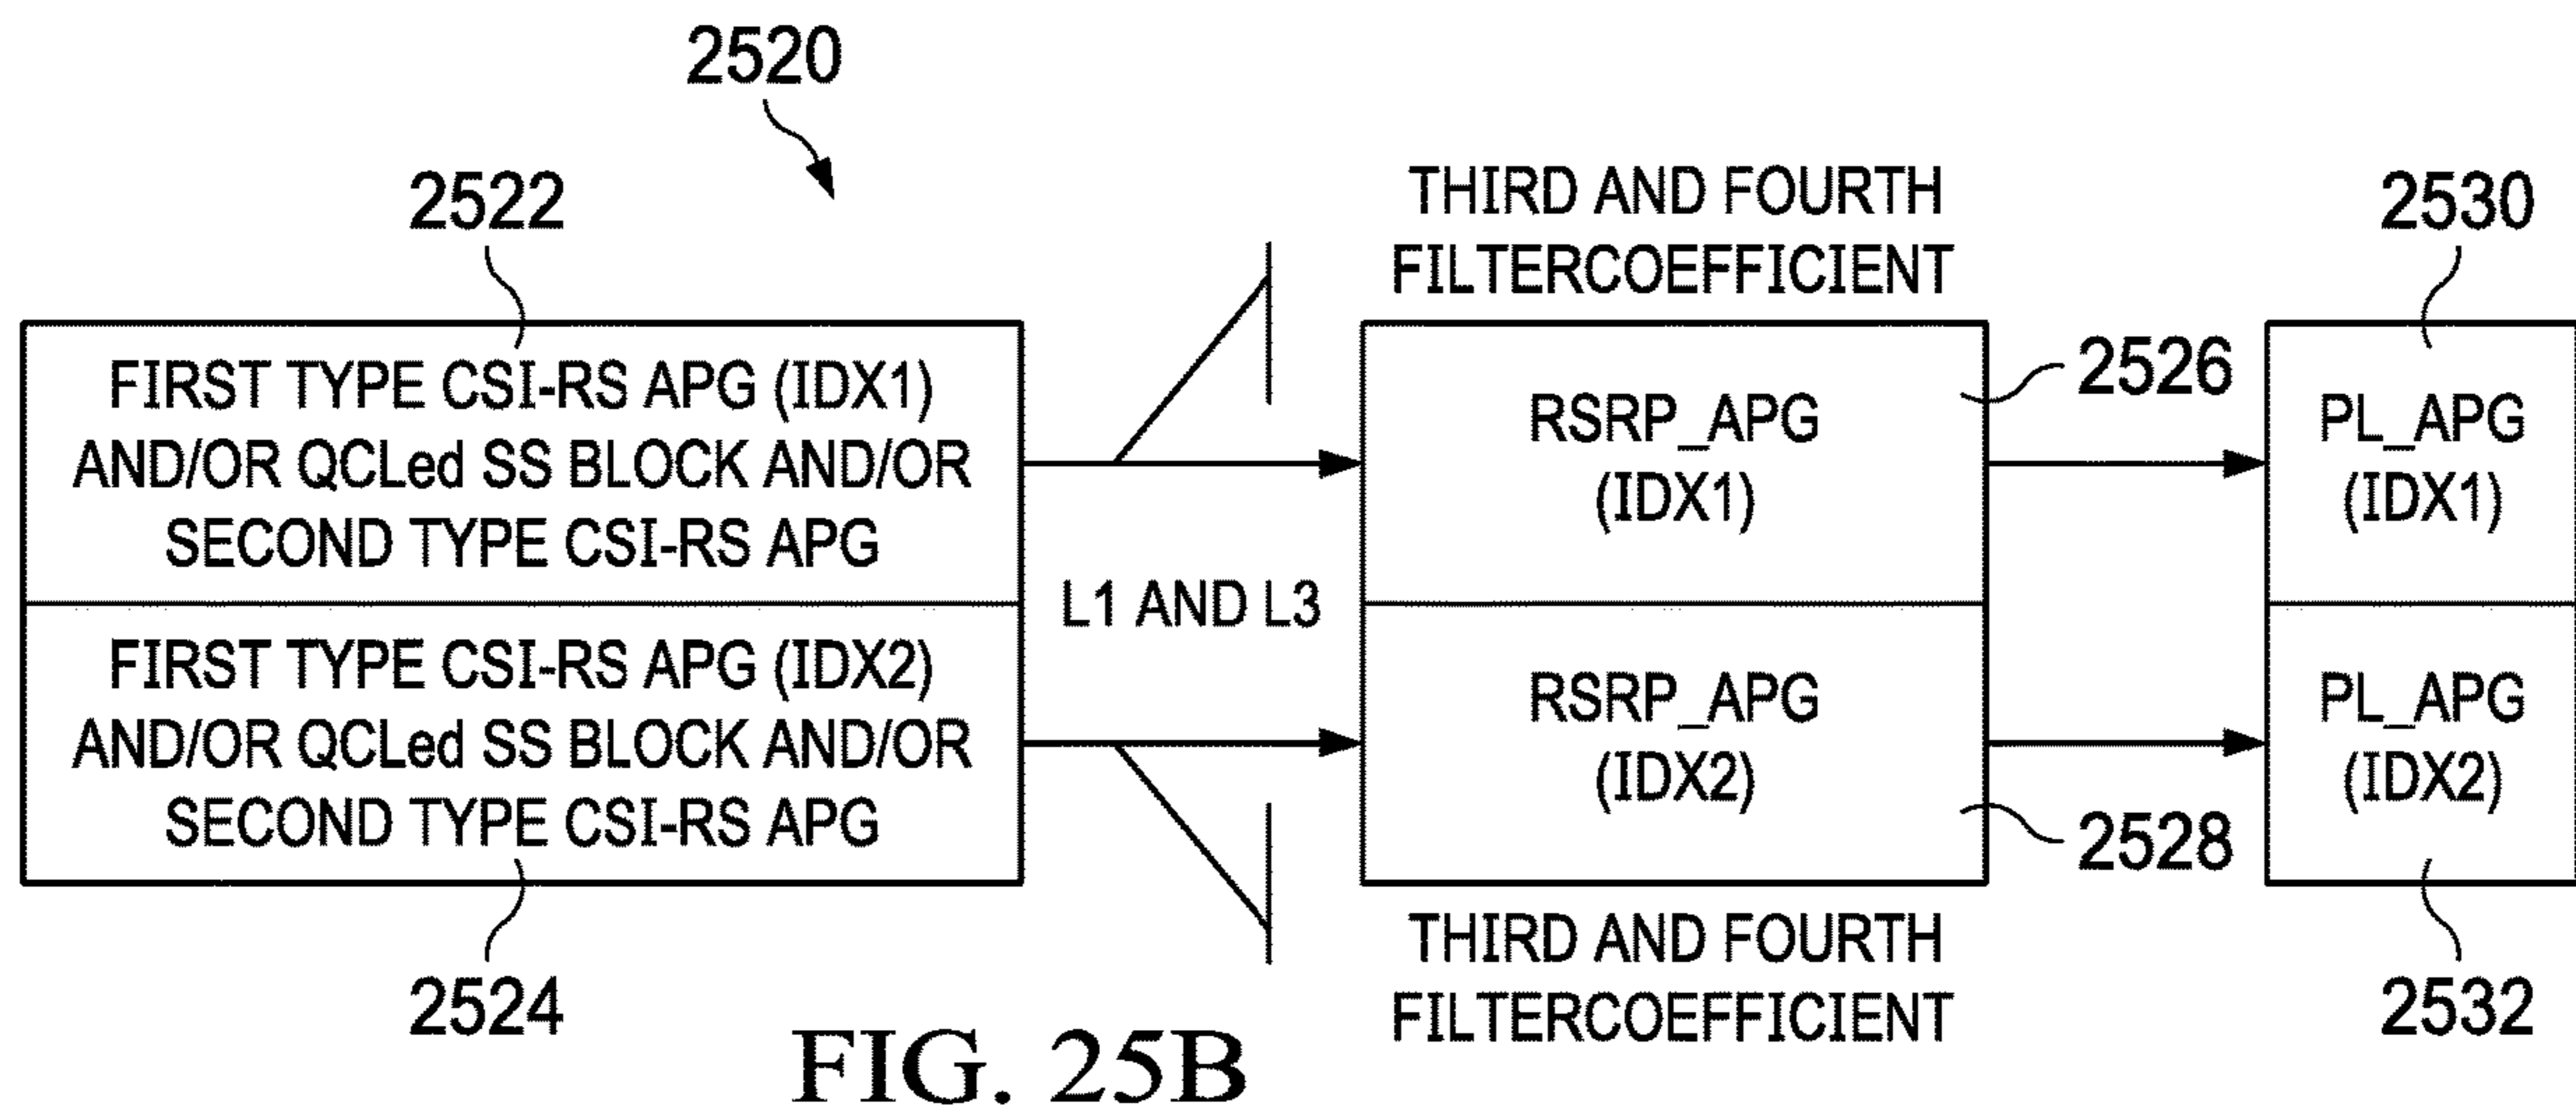 2520
2522
THIRD AND FOURTH
FILTERCOEFFICIENT
2530
FIRST TYPE CSI-RS APG (IDX1)
AND/OR QCLed SS BLOCK AND/OR
SECOND TYPE CSI-RS APG
RSRP_APG
(IDX1)
2526
PL_APG
(IDX1)
L1 AND L3
FIRST TYPE CSI-RS APG (IDX2)
AND/OR QCLed SS BLOCK AND/OR
SECOND TYPE CSI-RS APG
RSRP_APG
(IDX2)
2528
PL_APG
(IDX2)
2524
THIRD AND FOURTH
FILTERCOEFFICIENT
2532
FIG. 25B